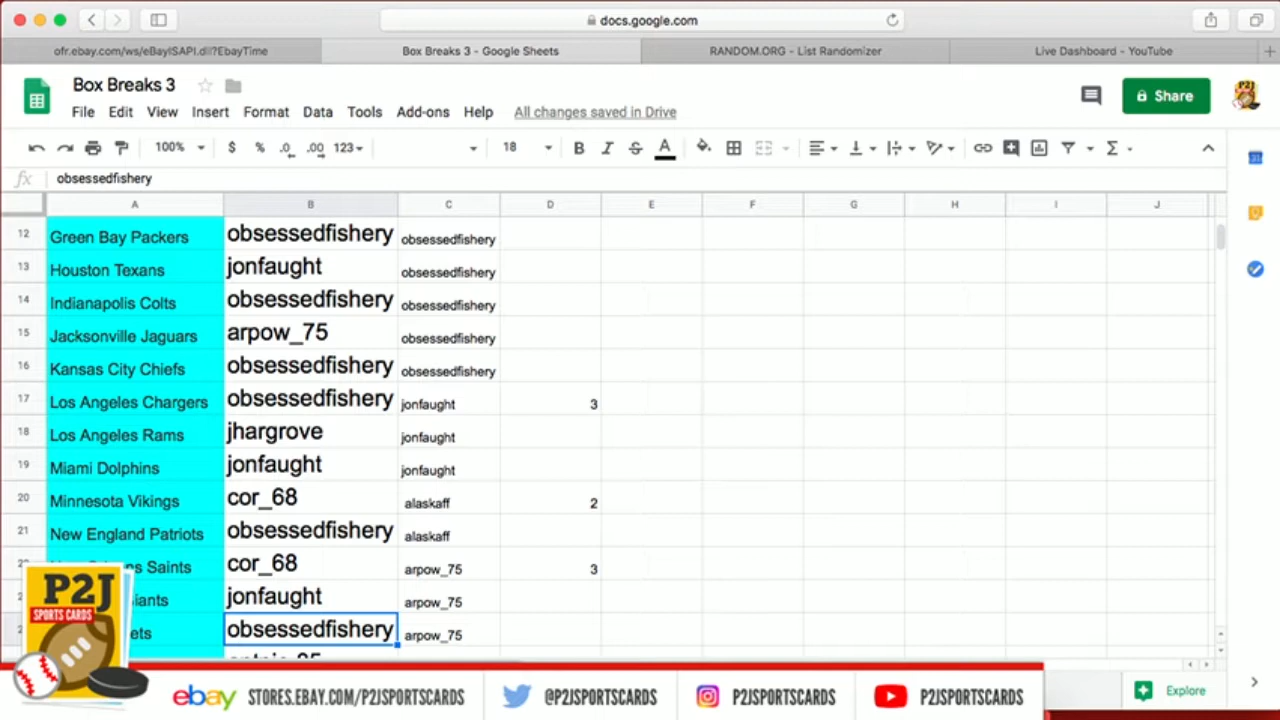 docs.google.com
ofr.ebay.com/ws/eBayISAPI.dll?EbayTime
Box Breaks 3 - Google Sheets
RANDOM.ORG - List Randomizer
Live Dashboard - YouTube
Box Breaks 3
File Edit View Insert Format Data Tools Add-ons Help All changes saved in Drive
Share
100% $ % .0 .00 123 18 B I S A Σ
fx obsessedfishery
A B C D E F G H I J
12 Green Bay Packers obsessedfishery obsessedfishery
13 Houston Texans jonfaught obsessedfishery
14 Indianapolis Colts obsessedfishery obsessedfishery
15 Jacksonville Jaguars arpow_75 obsessedfishery
16 Kansas City Chiefs obsessedfishery obsessedfishery
17 Los Angeles Chargers obsessedfishery jonfaught 3
18 Los Angeles Rams jhargrove jonfaught
19 Miami Dolphins jonfaught jonfaught
20 Minnesota Vikings cor_68 alaskaff 2
21 New England Patriots obsessedfishery alaskaff
Saints cor_68 arpow_75 3
iants jonfaught arpow_75
ets obsessedfishery arpow_75
P2J
SPORTS CARDS
ebay STORES.EBAY.COM/P2JSPORTSCARDS @P2JSPORTSCARDS P2JSPORTSCARDS P2JSPORTSCARDS
Explore